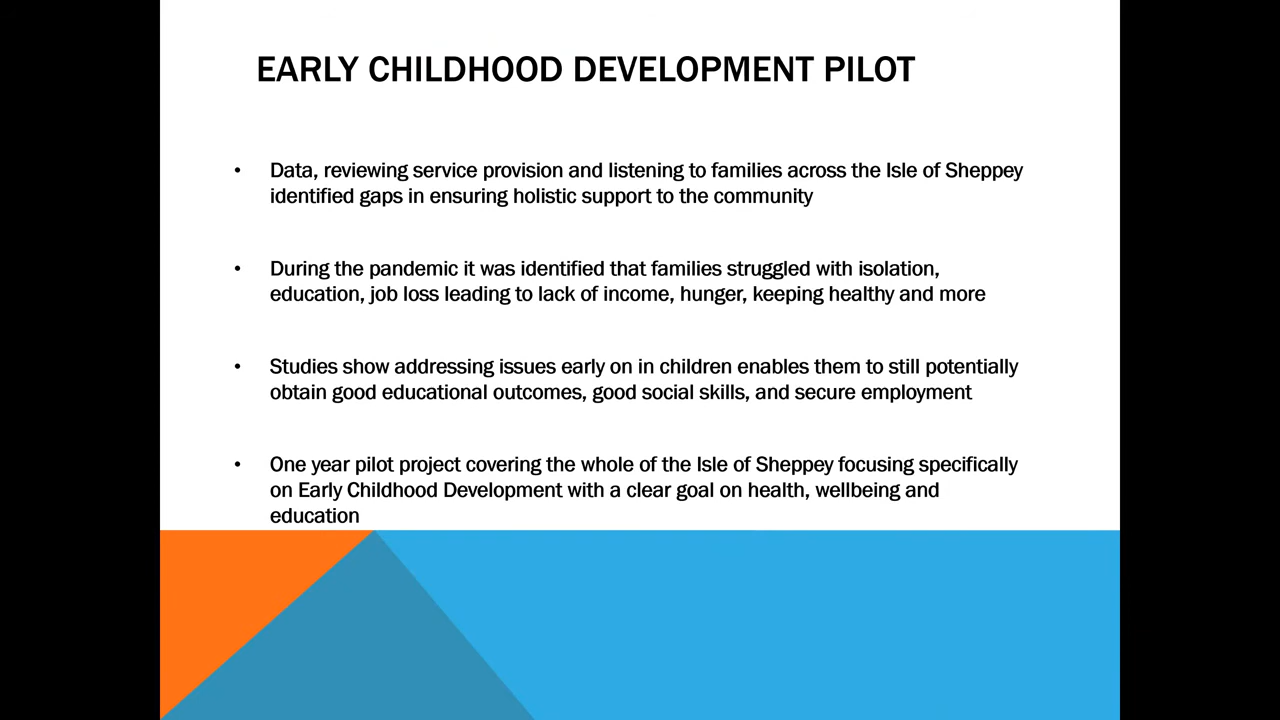 EARLY CHILDHOOD DEVELOPMENT PILOT
• Data, reviewing service provision and listening to families across the Isle of Sheppey
identified gaps in ensuring holistic support to the community
• During the pandemic it was identified that families struggled with isolation,
education, job loss leading to lack of income, hunger, keeping healthy and more
• Studies show addressing issues early on in children enables them to still potentially
obtain good educational outcomes, good social skills, and secure employment
• One year pilot project covering the whole of the Isle of Sheppey focusing specifically
on Early Childhood Development with a clear goal on health, wellbeing and
education